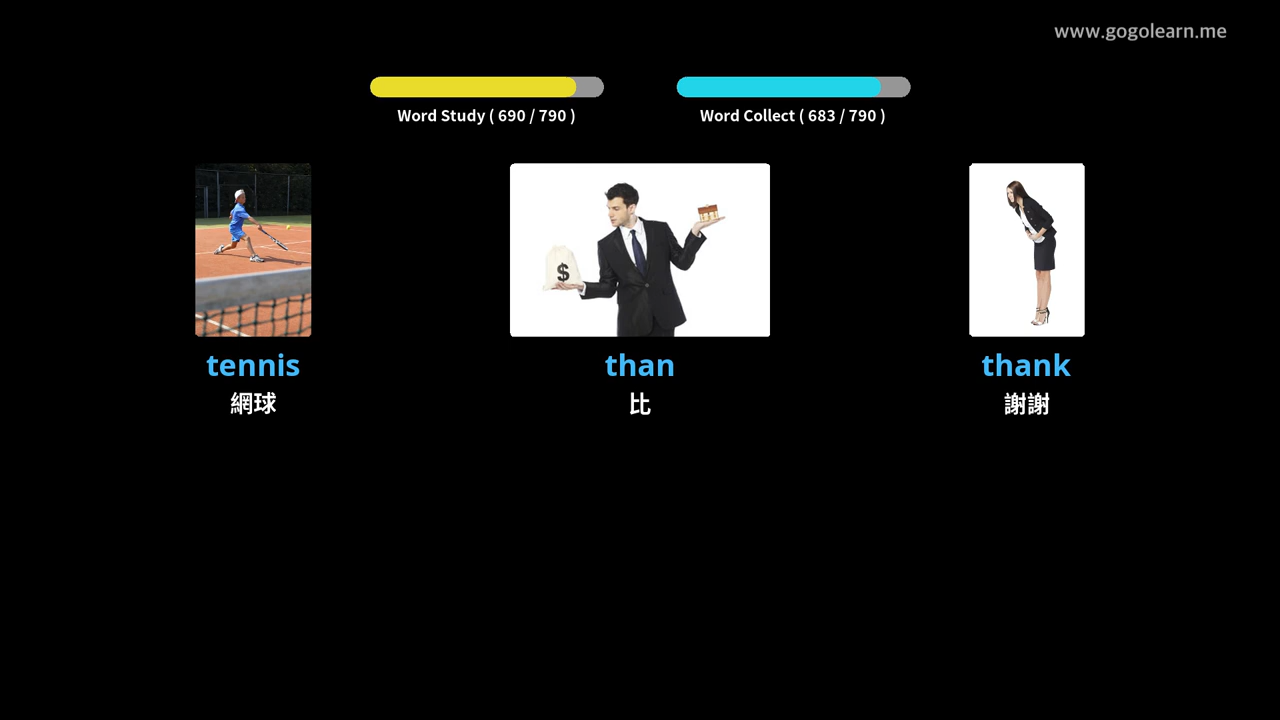 www.gogolearn.me
Word Study ( 690 / 790 )
Word Collect ( 683 / 790 )
$
tennis
than
thank
網球
比
謝謝